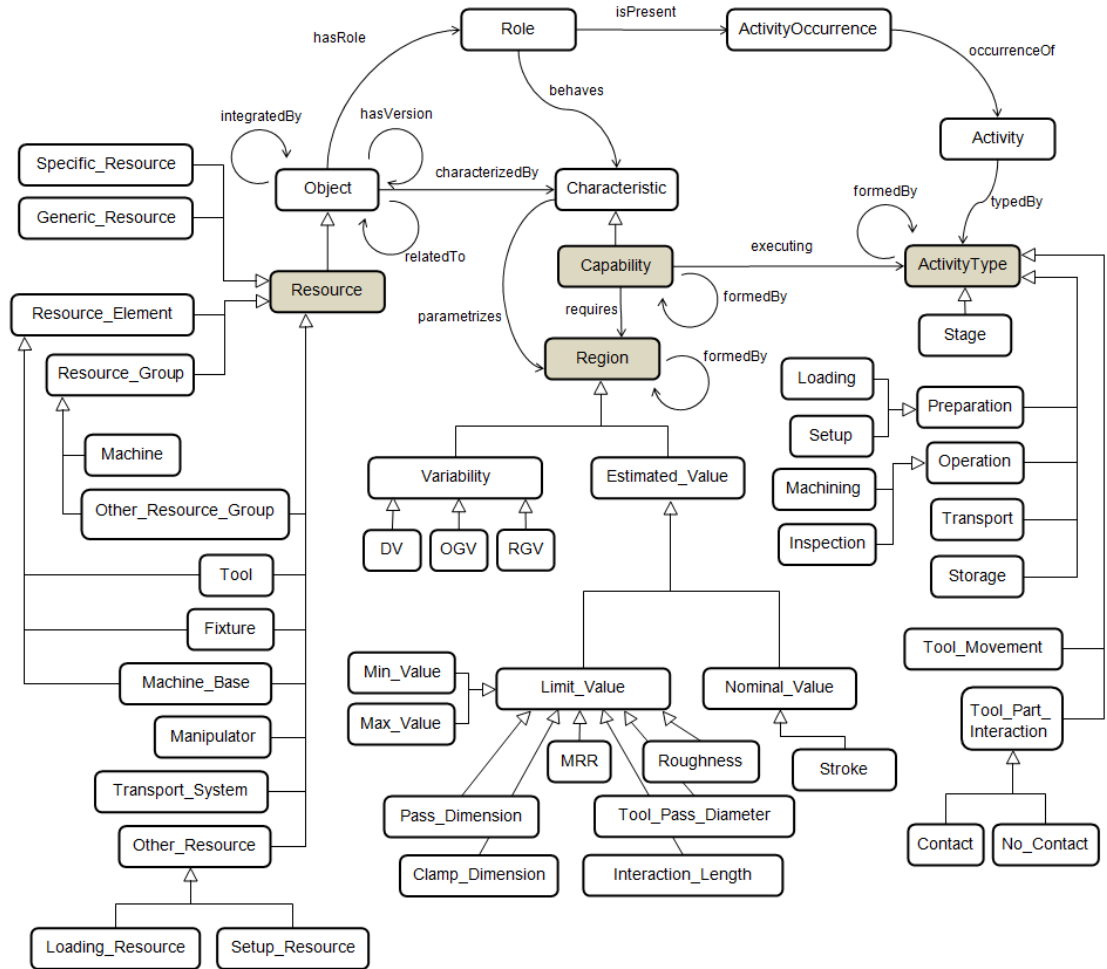 isPresent
Role
ActivityOccurrence
hasRole
occurrenceOf
behaves
integratedBy
hasVersion
Activity
Specific_Resource
Object
characterizedBy
Characteristic
formedBy
typedBy
Generic_Resource
relatedTo
Capability
executing
ActivityType
Resource
formedBy
Resource_Element
parametrizes
requires
Stage
Resource_Group
Region
formedBy
Loading
Preparation
Setup
Machine
Variability
Estimated_Value
Operation
Machining
Other_Resource_Group
Transport
DV
OGV
RGV
Inspection
Tool
Storage
Fixture
Tool_Movement
Min_Value
Machine_Base
Limit_Value
Nominal_Value
Tool_Part_
Interaction
Max_Value
Manipulator
MRR
Roughness
Stroke
Transport_System
Pass_Dimension
Tool_Pass_Diameter
Other_Resource
Contact
No_Contact
Clamp_Dimension
Interaction_Length
Loading_Resource
Setup_Resource